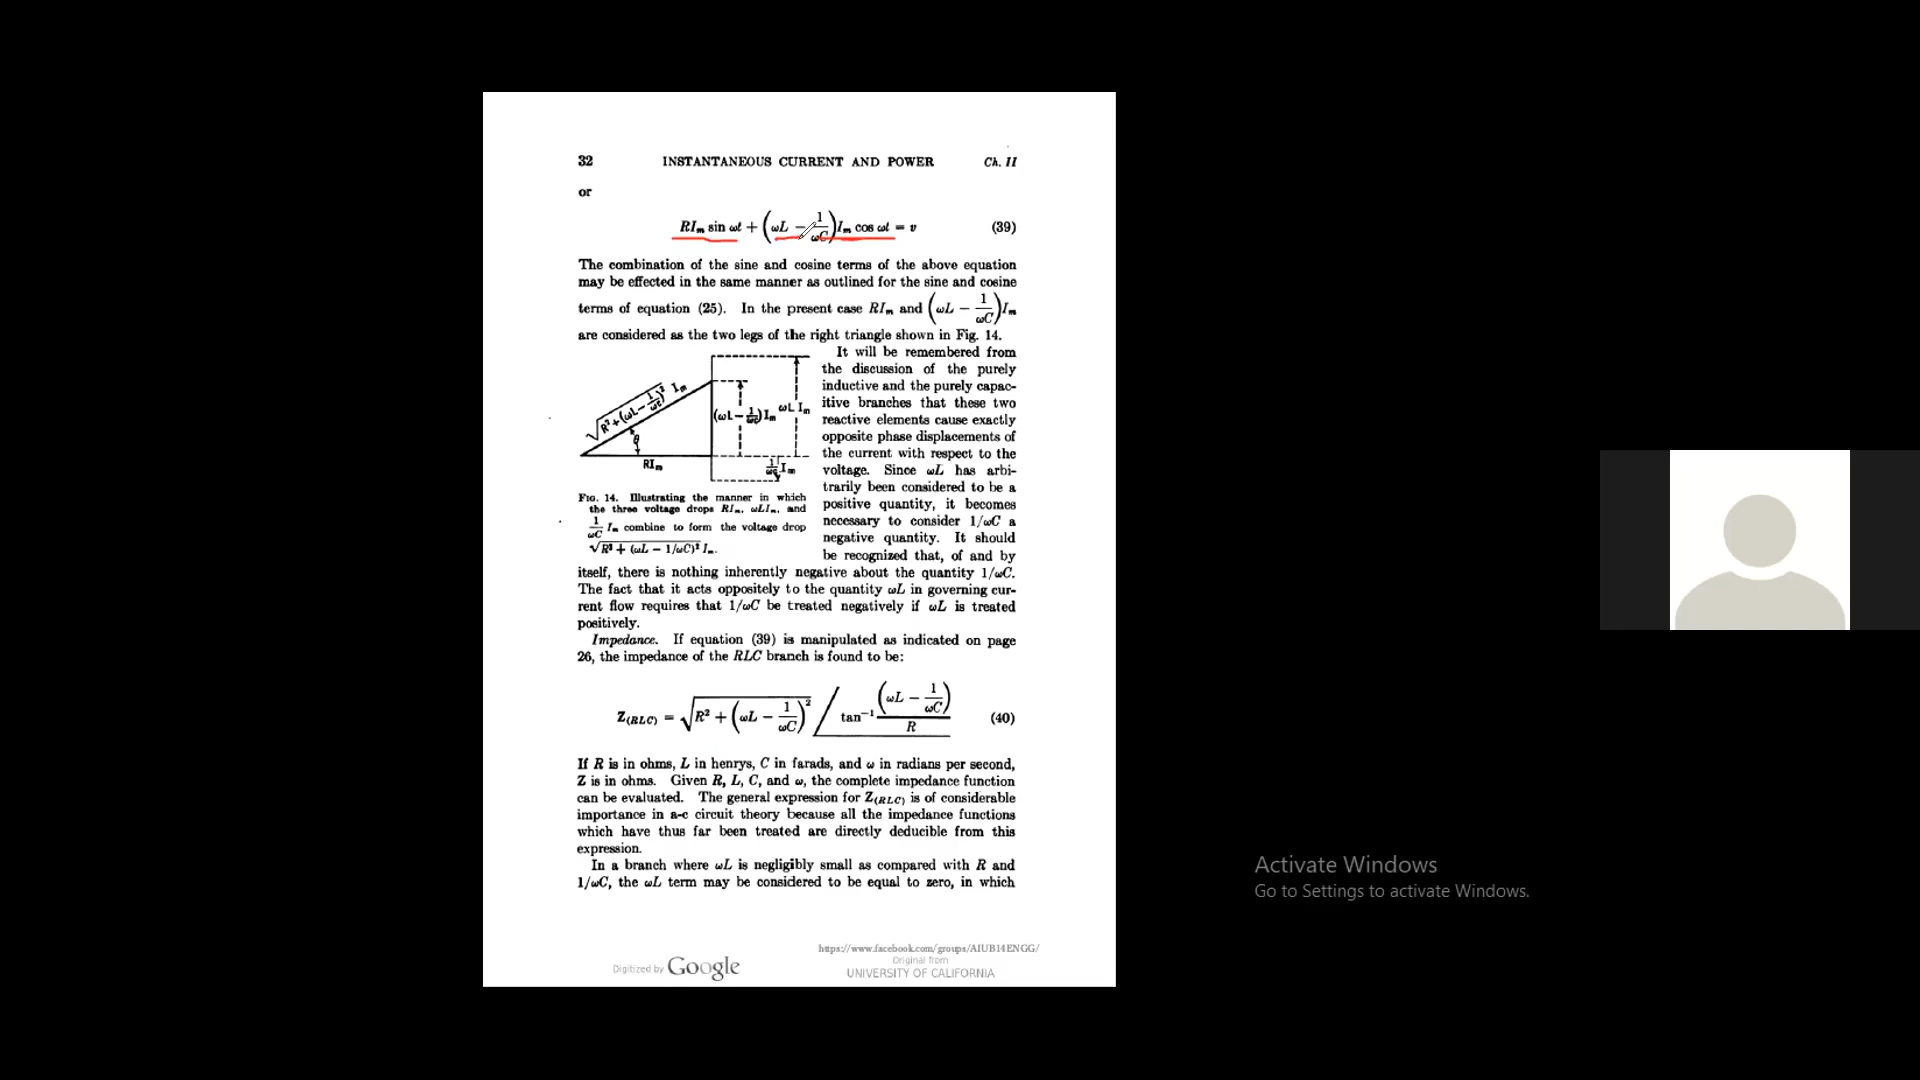 32 INSTANTANEOUS CURRENT AND POWER Ch. II
or
RIₘ sin ωt + (ωL − 1/ωC) Iₘ cos ωt = v (39)
The combination of the sine and cosine terms of the above equation
may be effected in the same manner as outlined for the sine and cosine
terms of equation (25). In the present case RIₘ and (ωL − 1/ωC) Iₘ
are considered as the two legs of the right triangle shown in Fig. 14.
√R² + (ωL − 1/ωC)² Iₘ
θ
RIₘ
(ωL − 1/ωC) Iₘ
ωL Iₘ
1/ωC Iₘ
Fig. 14. Illustrating the manner in which
the three voltage drops RIₘ, ωLIₘ, and
1/ωC Iₘ combine to form the voltage drop
√R² + (ωL − 1/ωC)² Iₘ.
It will be remembered from
the discussion of the purely
inductive and the purely capac-
itive branches that these two
reactive elements cause exactly
opposite phase displacements of
the current with respect to the
voltage. Since ωL has arbi-
trarily been considered to be a
positive quantity, it becomes
necessary to consider 1/ωC a
negative quantity. It should
be recognized that, of and by
itself, there is nothing inherently negative about the quantity 1/ωC.
The fact that it acts oppositely to the quantity ωL in governing cur-
rent flow requires that 1/ωC be treated negatively if ωL is treated
positively.
Impedance. If equation (39) is manipulated as indicated on page
26, the impedance of the RLC branch is found to be:
Z(RLC) = √R² + (ωL − 1/ωC)² / tan⁻¹ (ωL − 1/ωC)/R (40)
If R is in ohms, L in henrys, C in farads, and ω in radians per second,
Z is in ohms. Given R, L, C, and ω, the complete impedance function
can be evaluated. The general expression for Z(RLC) is of considerable
importance in a-c circuit theory because all the impedance functions
which have thus far been treated are directly deducible from this
expression.
In a branch where ωL is negligibly small as compared with R and
1/ωC, the ωL term may be considered to be equal to zero, in which
https://www.facebook.com/groups/AIUB14ENGG/
Digitized by Google
Original from
UNIVERSITY OF CALIFORNIA
Activate Windows
Go to Settings to activate Windows.